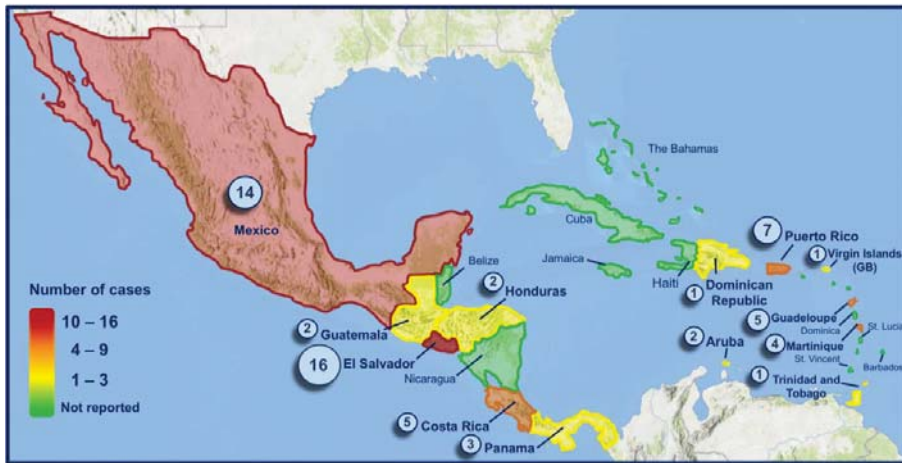 The Bahamas
14
Mexico
Cuba
7
Puerto Rico
1
Virgin Islands
(GB)
Belize
Jamaica
Haiti
2
Honduras
1
Dominican
Republic
Number of cases
10 – 16
4 – 9
1 – 3
Not reported
2
Guatemala
5
Guadeloupe
Dominica
St. Lucia
16
El Salvador
2
Aruba
4
Martinique
St. Vincent
Barbados
Nicaragua
1
Trinidad and
Tobago
5
Costa Rica
3
Panama